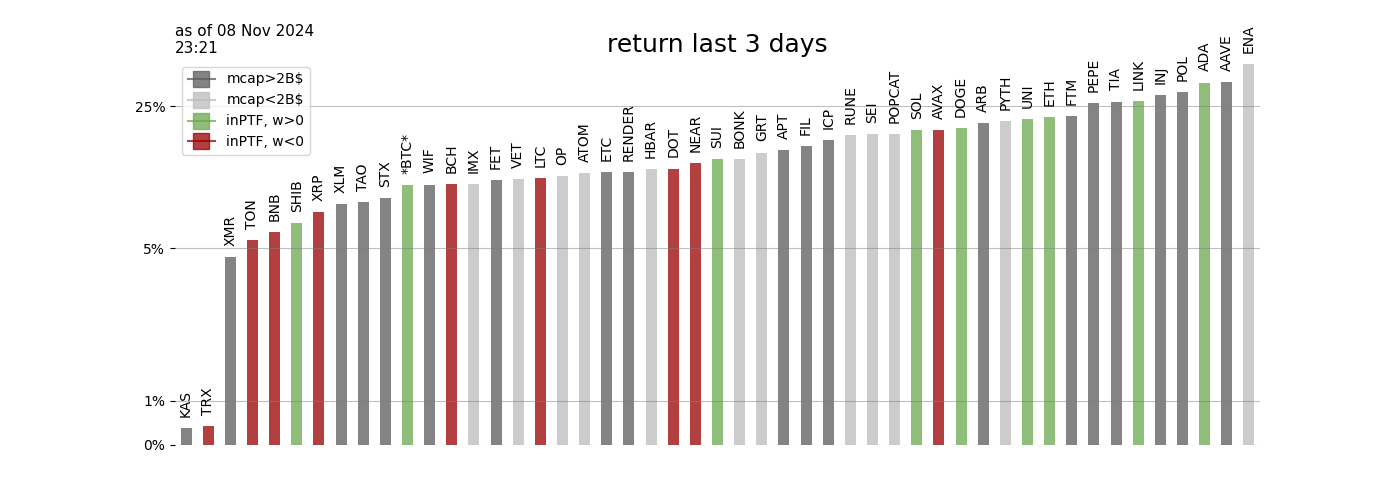 as of 08 Nov 2024
23:21
return last 3 days
mcap>2B$
mcap<2B$
inPTF, w>0
inPTF, w<0
25%
5%
1%
0%
KAS
TRX
XMR
TON
BNB
SHIB
XRP
XLM
TAO
STX
*BTC*
WIF
BCH
IMX
FET
VET
LTC
OP
ATOM
ETC
RENDER
HBAR
DOT
NEAR
SUI
BONK
GRT
APT
FIL
ICP
RUNE
SEI
POPCAT
SOL
AVAX
DOGE
ARB
PYTH
UNI
ETH
FTM
PEPE
TIA
LINK
INJ
POL
ADA
AAVE
ENA